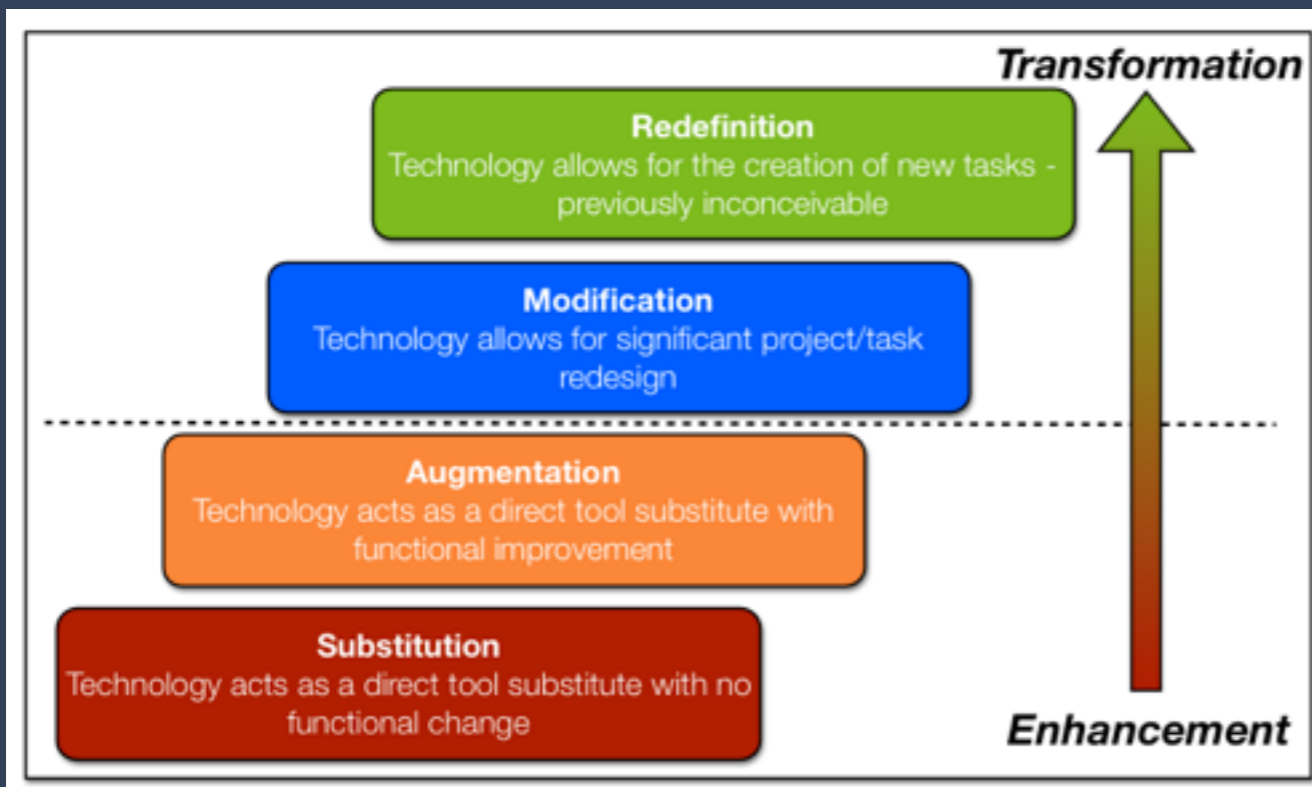 Transformation
Redefinition
Technology allows for the creation of new tasks -
previously inconceivable
Modification
Technology allows for significant project/task
redesign
Augmentation
Technology acts as a direct tool substitute with
functional improvement
Substitution
Technology acts as a direct tool substitute with no
functional change
Enhancement